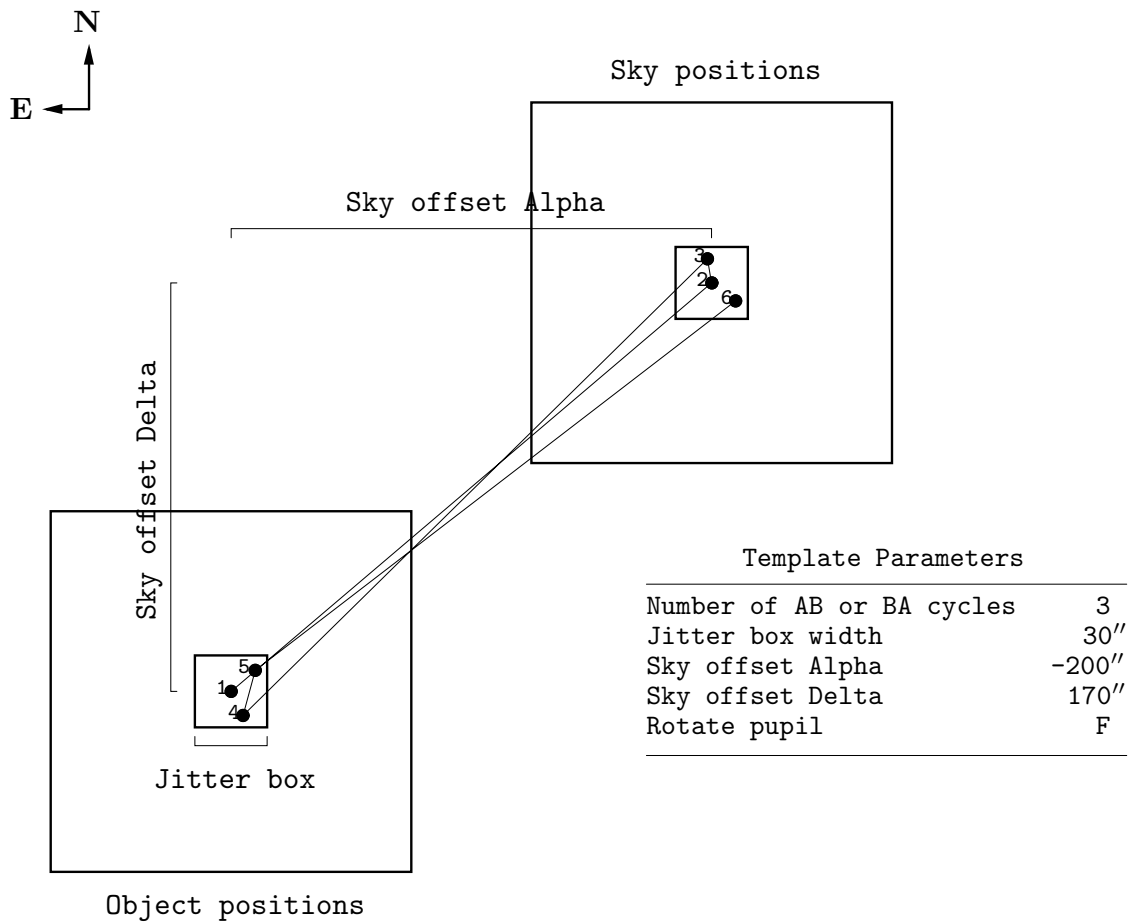 N
E
Sky positions
Sky offset Alpha
3
2
6
Sky offset Delta
5
1
4
Jitter box
Object positions
Template Parameters
Number of AB or BA cycles 3
Jitter box width 30″
Sky offset Alpha -200″
Sky offset Delta 170″
Rotate pupil F